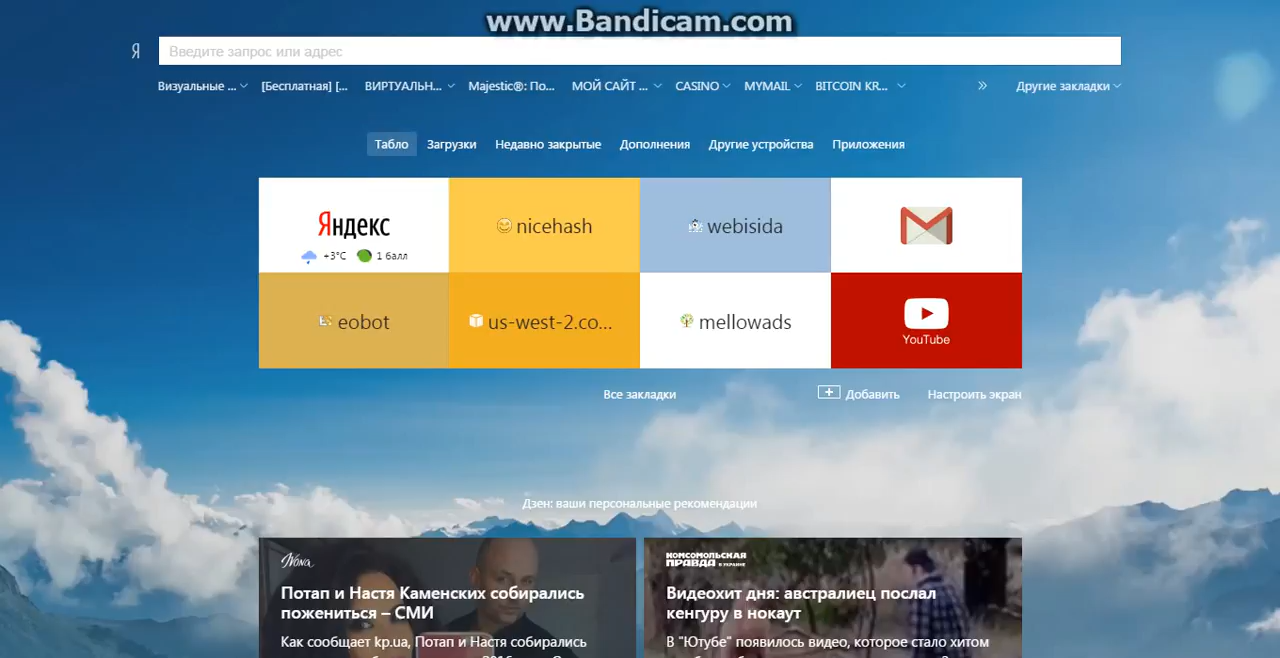 www.Bandicam.com
Я Введите запрос или адрес
Визуальные ... [Бесплатная] [... ВИРТУАЛЬН... Majestic®: По... МОЙ САЙТ ... CASINO MYMAIL BITCOIN KR... » Другие закладки
Табло Загрузки Недавно закрытые Дополнения Другие устройства Приложения
Яндекс
+3°C 1 балл
nicehash
webisida
eobot
us-west-2.co...
mellowads
YouTube
Все закладки Добавить Настроить экран
Дзен: ваши персональные рекомендации
Ivona
Потап и Настя Каменских собирались
пожениться – СМИ
Как сообщает kp.ua, Потап и Настя собирались
КОМСОМОЛЬСКАЯ
ПРАВДА В УКРАИНЕ
Видеохит дня: австралиец послал
кенгуру в нокаут
В "Ютубе" появилось видео, которое стало хитом